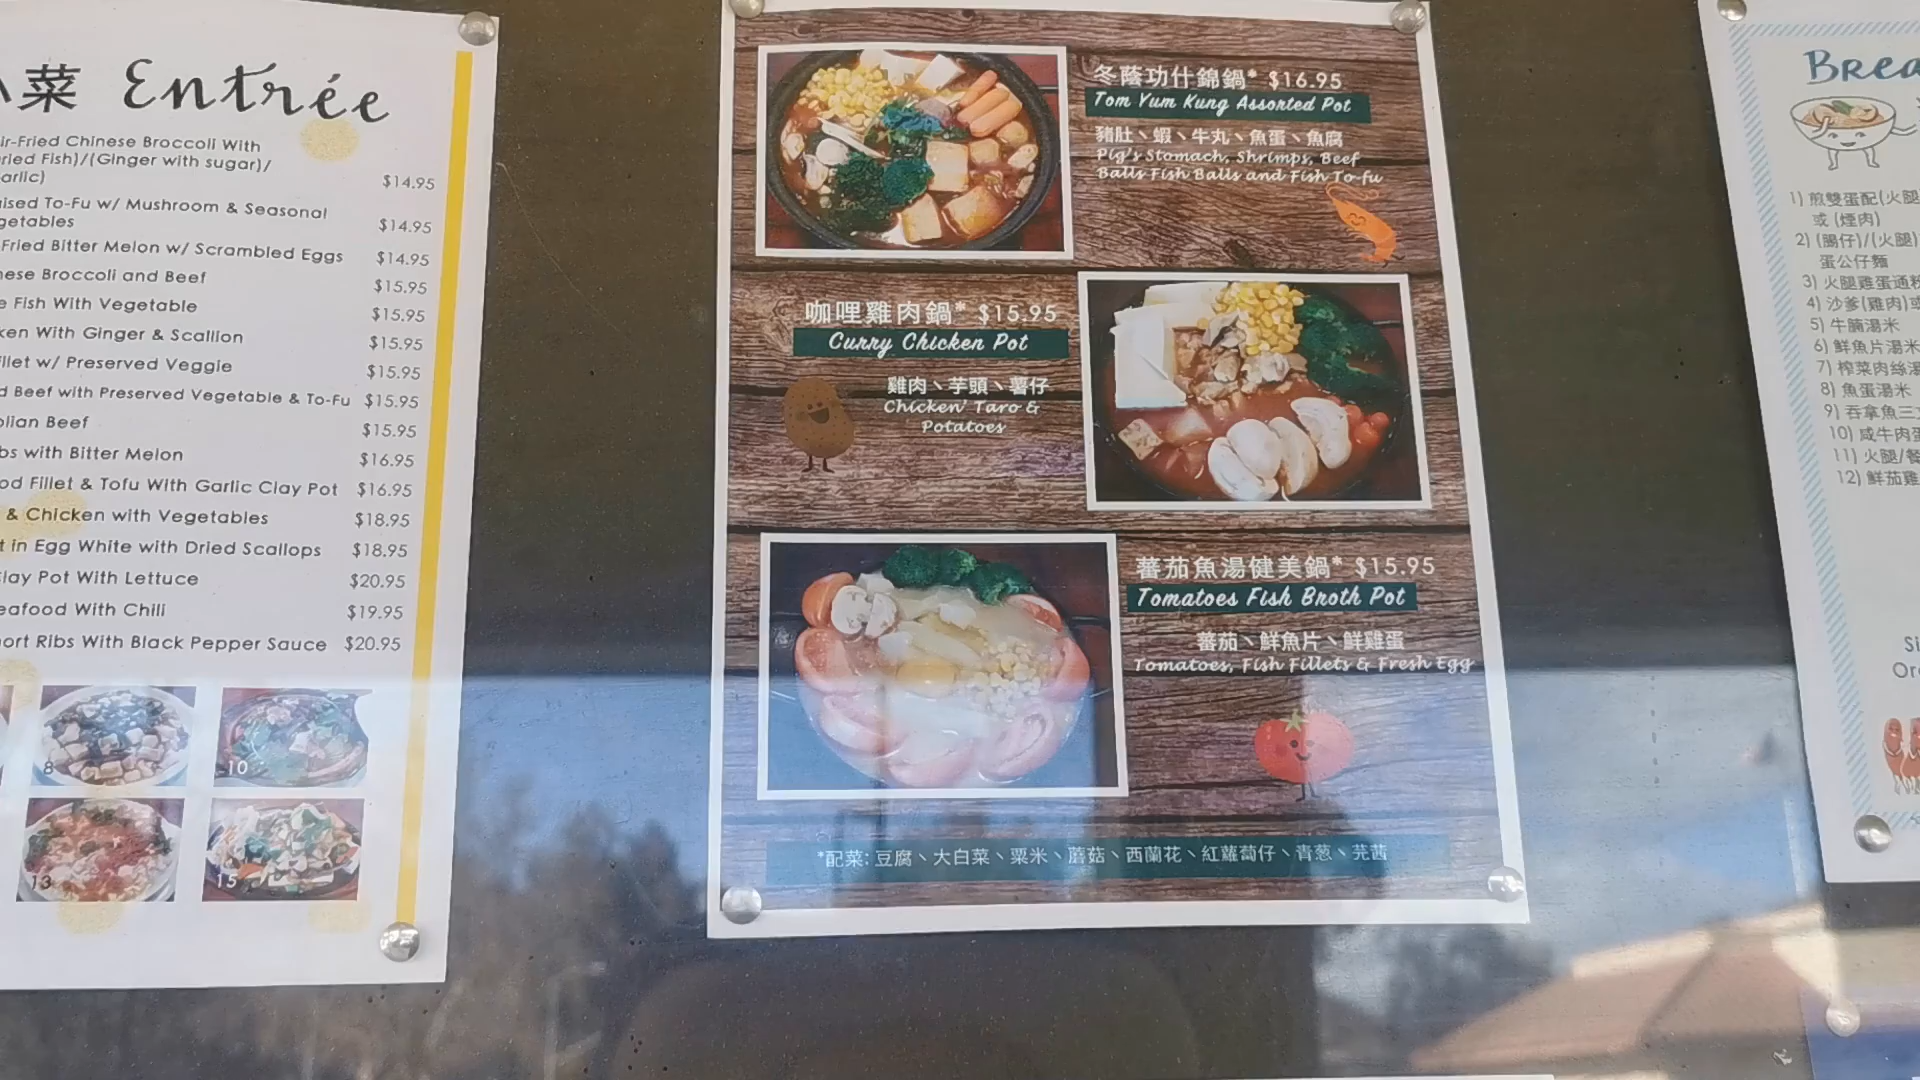 菜 Entrée
ir-Fried Chinese Broccoli With
ried Fish)/(Ginger with sugar)/
arlic) $14.95
ised To-Fu w/ Mushroom & Seasonal
getables $14.95
Fried Bitter Melon w/ Scrambled Eggs $14.95
nese Broccoli and Beef $15.95
e Fish With Vegetable $15.95
ken With Ginger & Scallion $15.95
illet w/ Preserved Veggie $15.95
d Beef with Preserved Vegetable & To-Fu $15.95
olian Beef $15.95
bs with Bitter Melon $16.95
od Fillet & Tofu With Garlic Clay Pot $16.95
& Chicken with Vegetables $18.95
t in Egg White with Dried Scallops $18.95
Clay Pot With Lettuce $20.95
eafood With Chili $19.95
ort Ribs With Black Pepper Sauce $20.95
8
10
13
15
冬蔭功什錦鍋* $16.95
Tom Yum Kung Assorted Pot
豬肚、蝦、牛丸、魚蛋、魚腐
Pig's Stomach, Shrimps, Beef
Balls Fish Balls and Fish To-fu
咖哩雞肉鍋* $15.95
Curry Chicken Pot
雞肉、芋頭、薯仔
Chicken' Taro &
Potatoes
蕃茄魚湯健美鍋* $15.95
Tomatoes Fish Broth Pot
蕃茄、鮮魚片、鮮雞蛋
Tomatoes, Fish Fillets & Fresh Egg
*配菜: 豆腐、大白菜、粟米、蘑菇、西蘭花、紅蘿蔔仔、青葱、芫茜
Brea
1) 煎雙蛋配(火腿
或 (煙肉)
2) (腸仔)/(火腿)
蛋公仔麵
3) 火腿雞蛋通粉
4) 沙爹(雞肉)或
5) 牛腩湯米
6) 鮮魚片湯米
7) 榨菜肉絲湯
8) 魚蛋湯米
9) 吞拿魚三
10) 咸牛肉蛋
11) 火腿/餐
12) 鮮茄雞
Si
Or